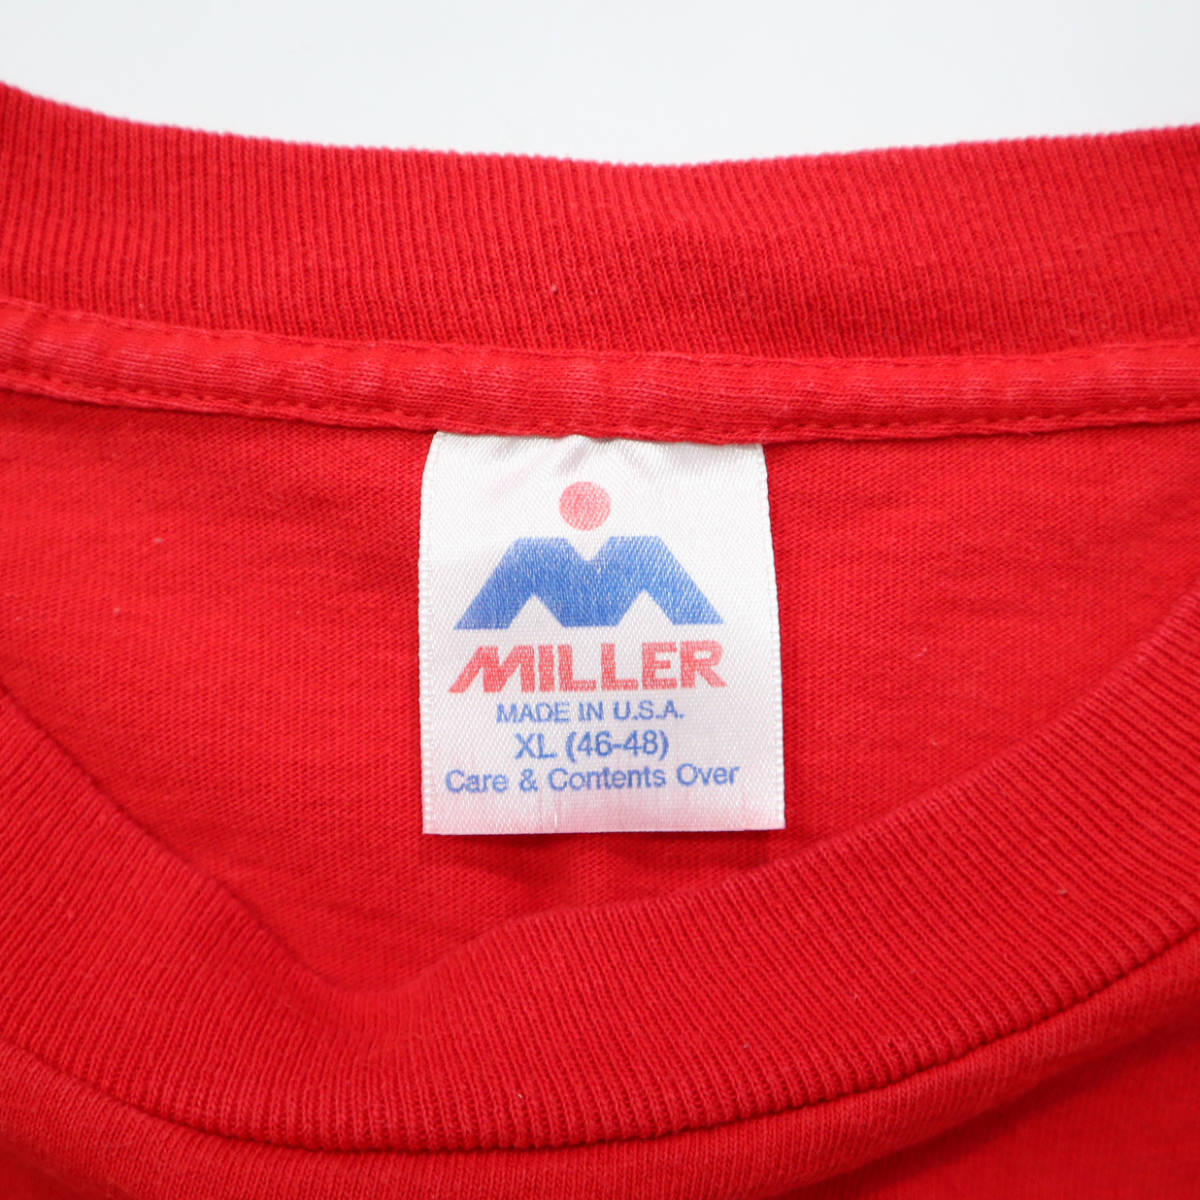 MILLER
MADE IN U.S.A.
XL (46-48)
Care & Contents Over